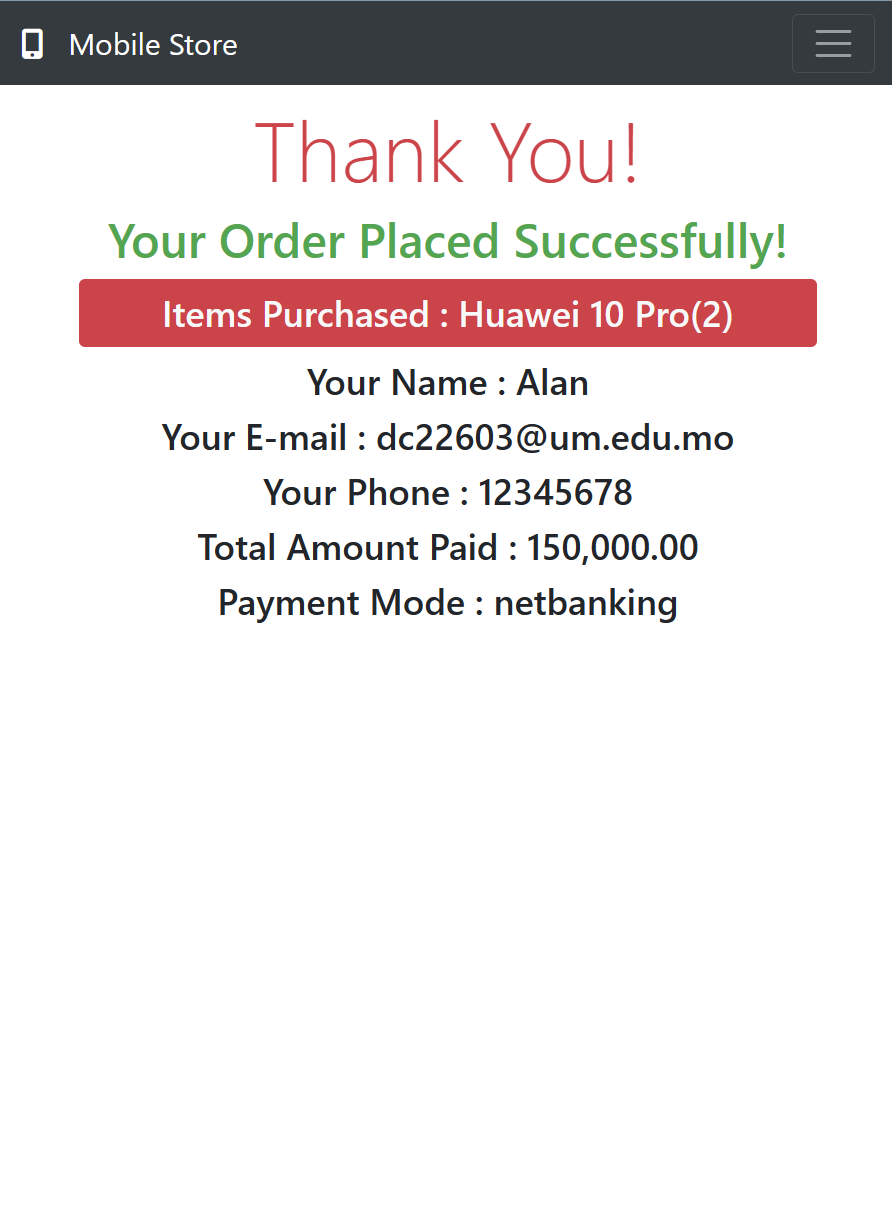 Mobile Store
Thank You!
Your Order Placed Successfully!
Items Purchased : Huawei 10 Pro(2)
Your Name : Alan
Your E-mail : dc22603@um.edu.mo
Your Phone : 12345678
Total Amount Paid : 150,000.00
Payment Mode : netbanking